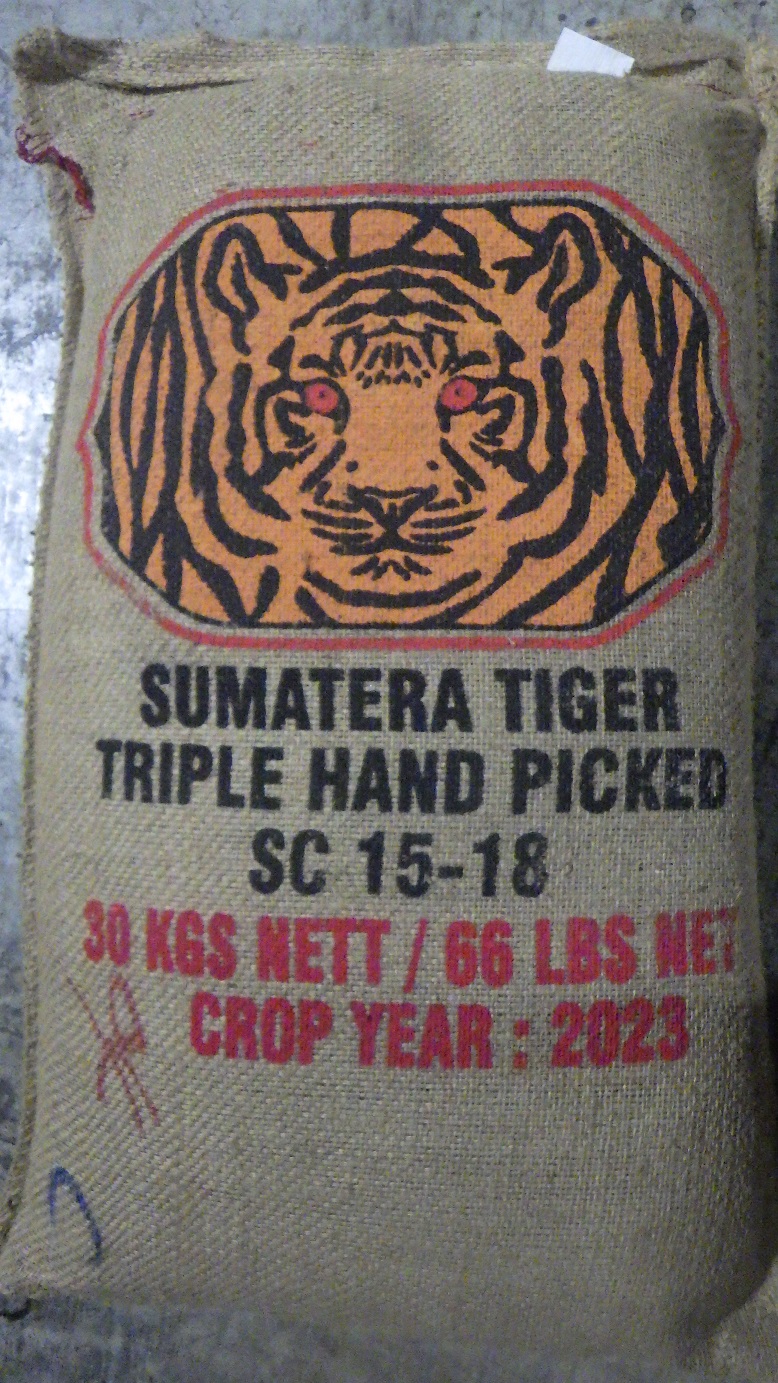 SUMATERA TIGER
TRIPLE HAND PICKED
SC 15-18
30 KGS NETT / 66 LBS NET
CROP YEAR : 2023